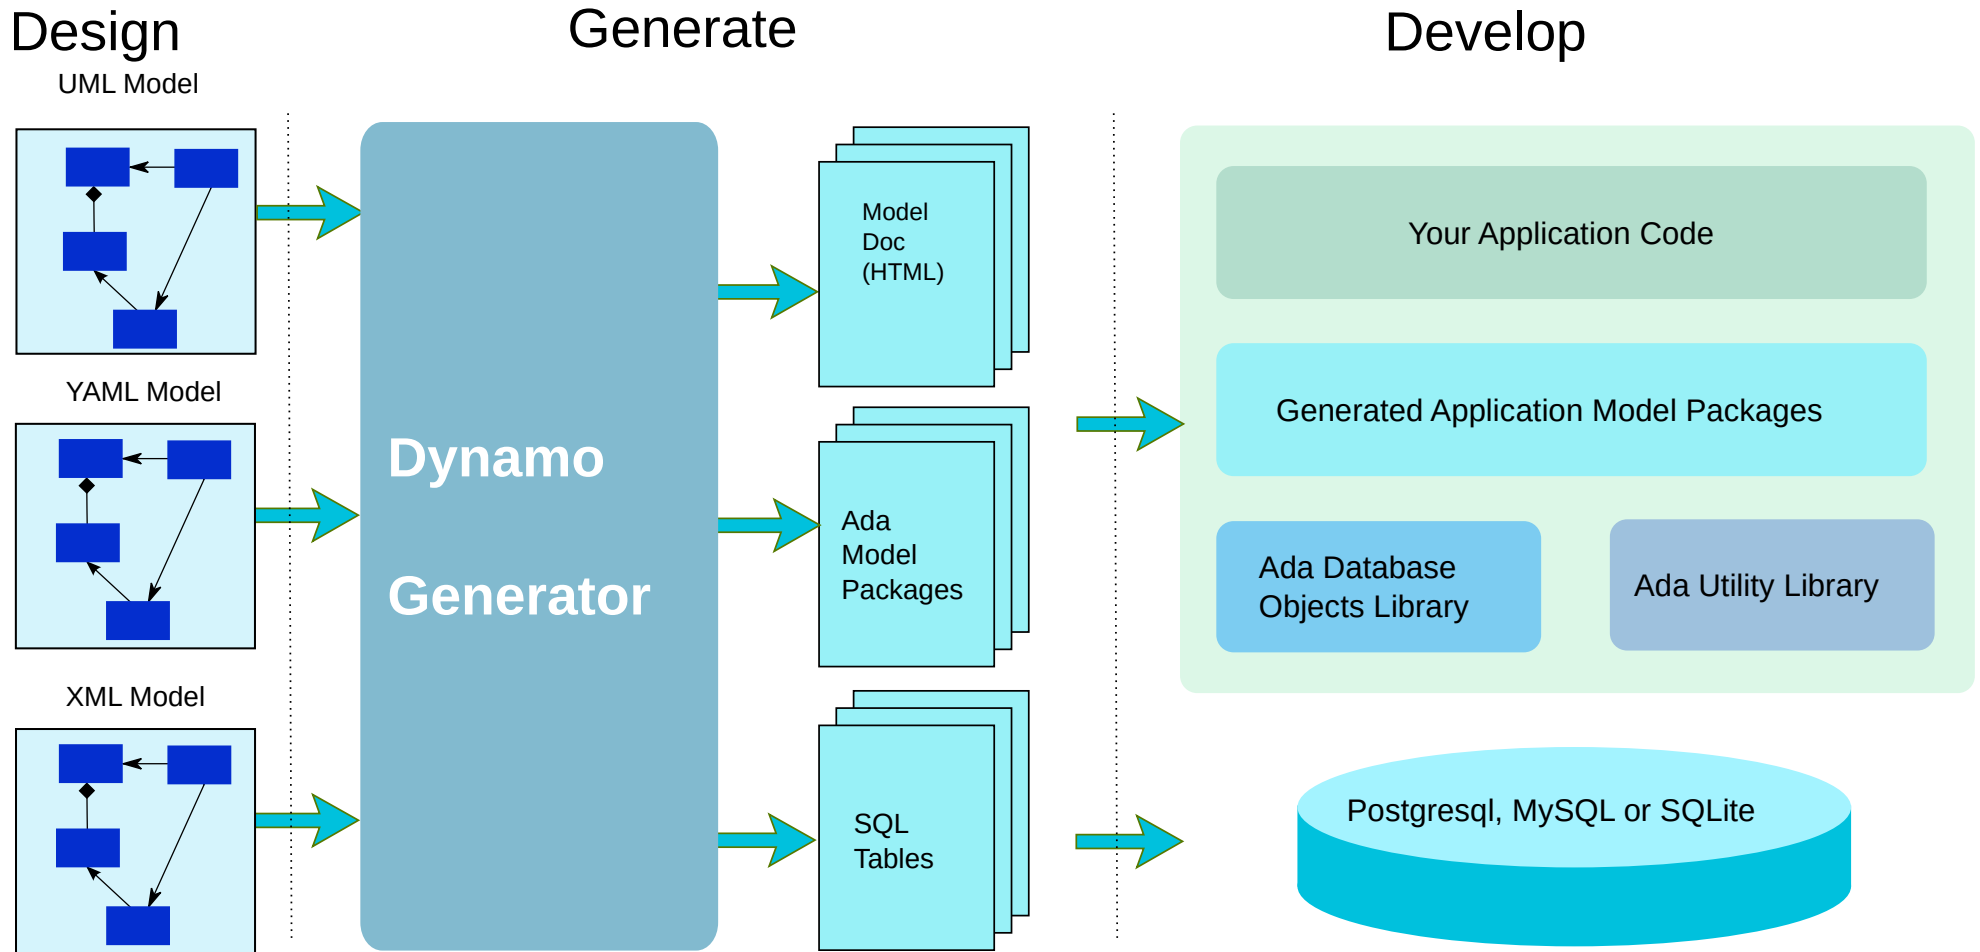 Design
Generate
Develop
UML Model
YAML Model
XML Model
Dynamo
Generator
Model
Doc
(HTML)
Ada
Model
Packages
SQL
Tables
Your Application Code
Generated Application Model Packages
Ada Database
Objects Library
Ada Utility Library
Postgresql, MySQL or SQLite